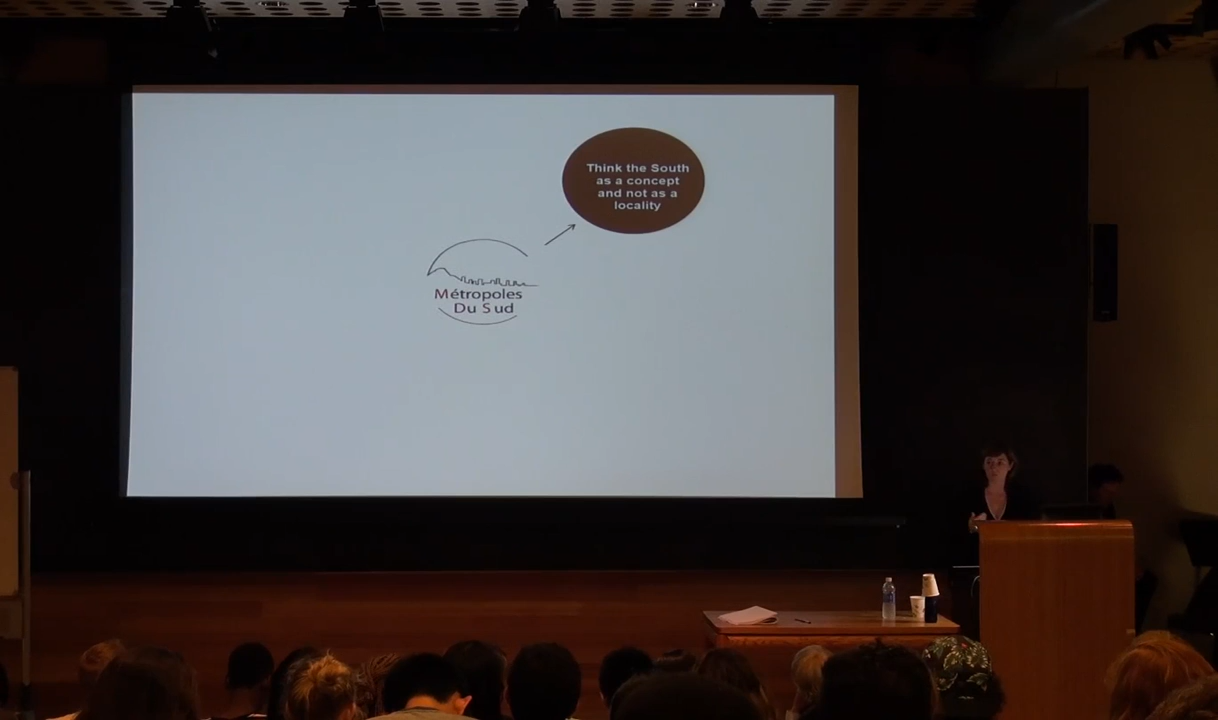 Think the South
as a concept
and not as a
locality
Métropoles
Du Sud